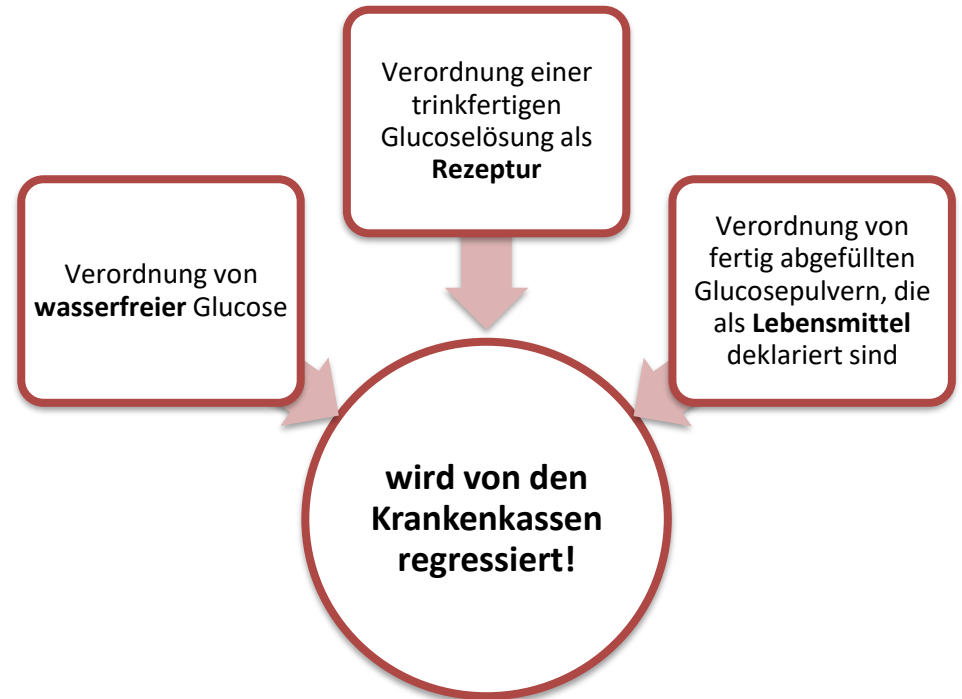 Verordnung einer
trinkfertigen
Glucoselösung als
Rezeptur
Verordnung von
wasserfreier Glucose
Verordnung von
fertig abgefüllten
Glucosepulvern, die
als Lebensmittel
deklariert sind
wird von den
Krankenkassen
regressiert!